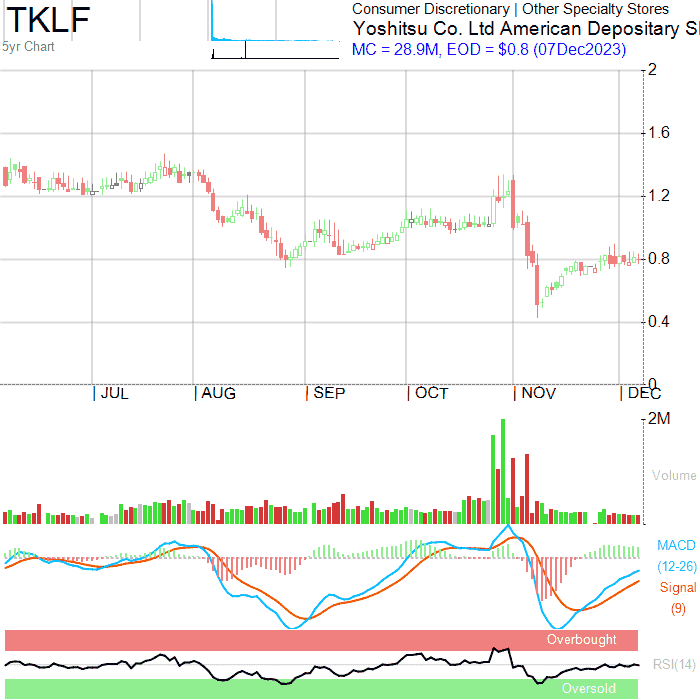 TKLF
5yr Chart
Consumer Discretionary | Other Specialty Stores
Yoshitsu Co. Ltd American Depositary
MC = 28.9M, EOD = $0.8 (07Dec2023)
2
1.6
1.2
0.8
0.4
0
JUL AUG SEP OCT NOV DEC
2M
Volume
MACD
(12-26)
Signal
(9)
Overbought
RSI(14)
Oversold